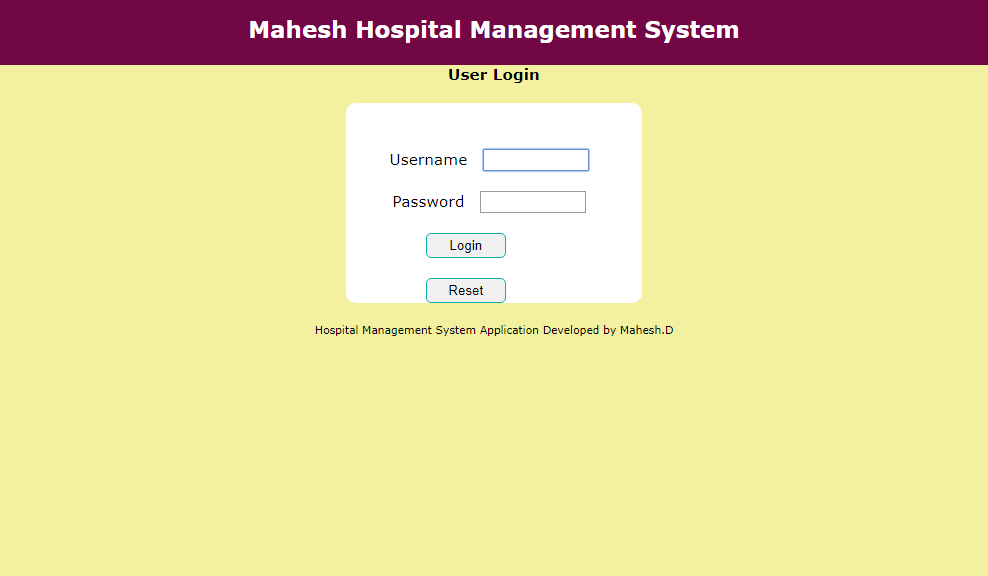 Mahesh Hospital Management System
User Login
Username
Password
Login
Reset
Hospital Management System Application Developed by Mahesh.D